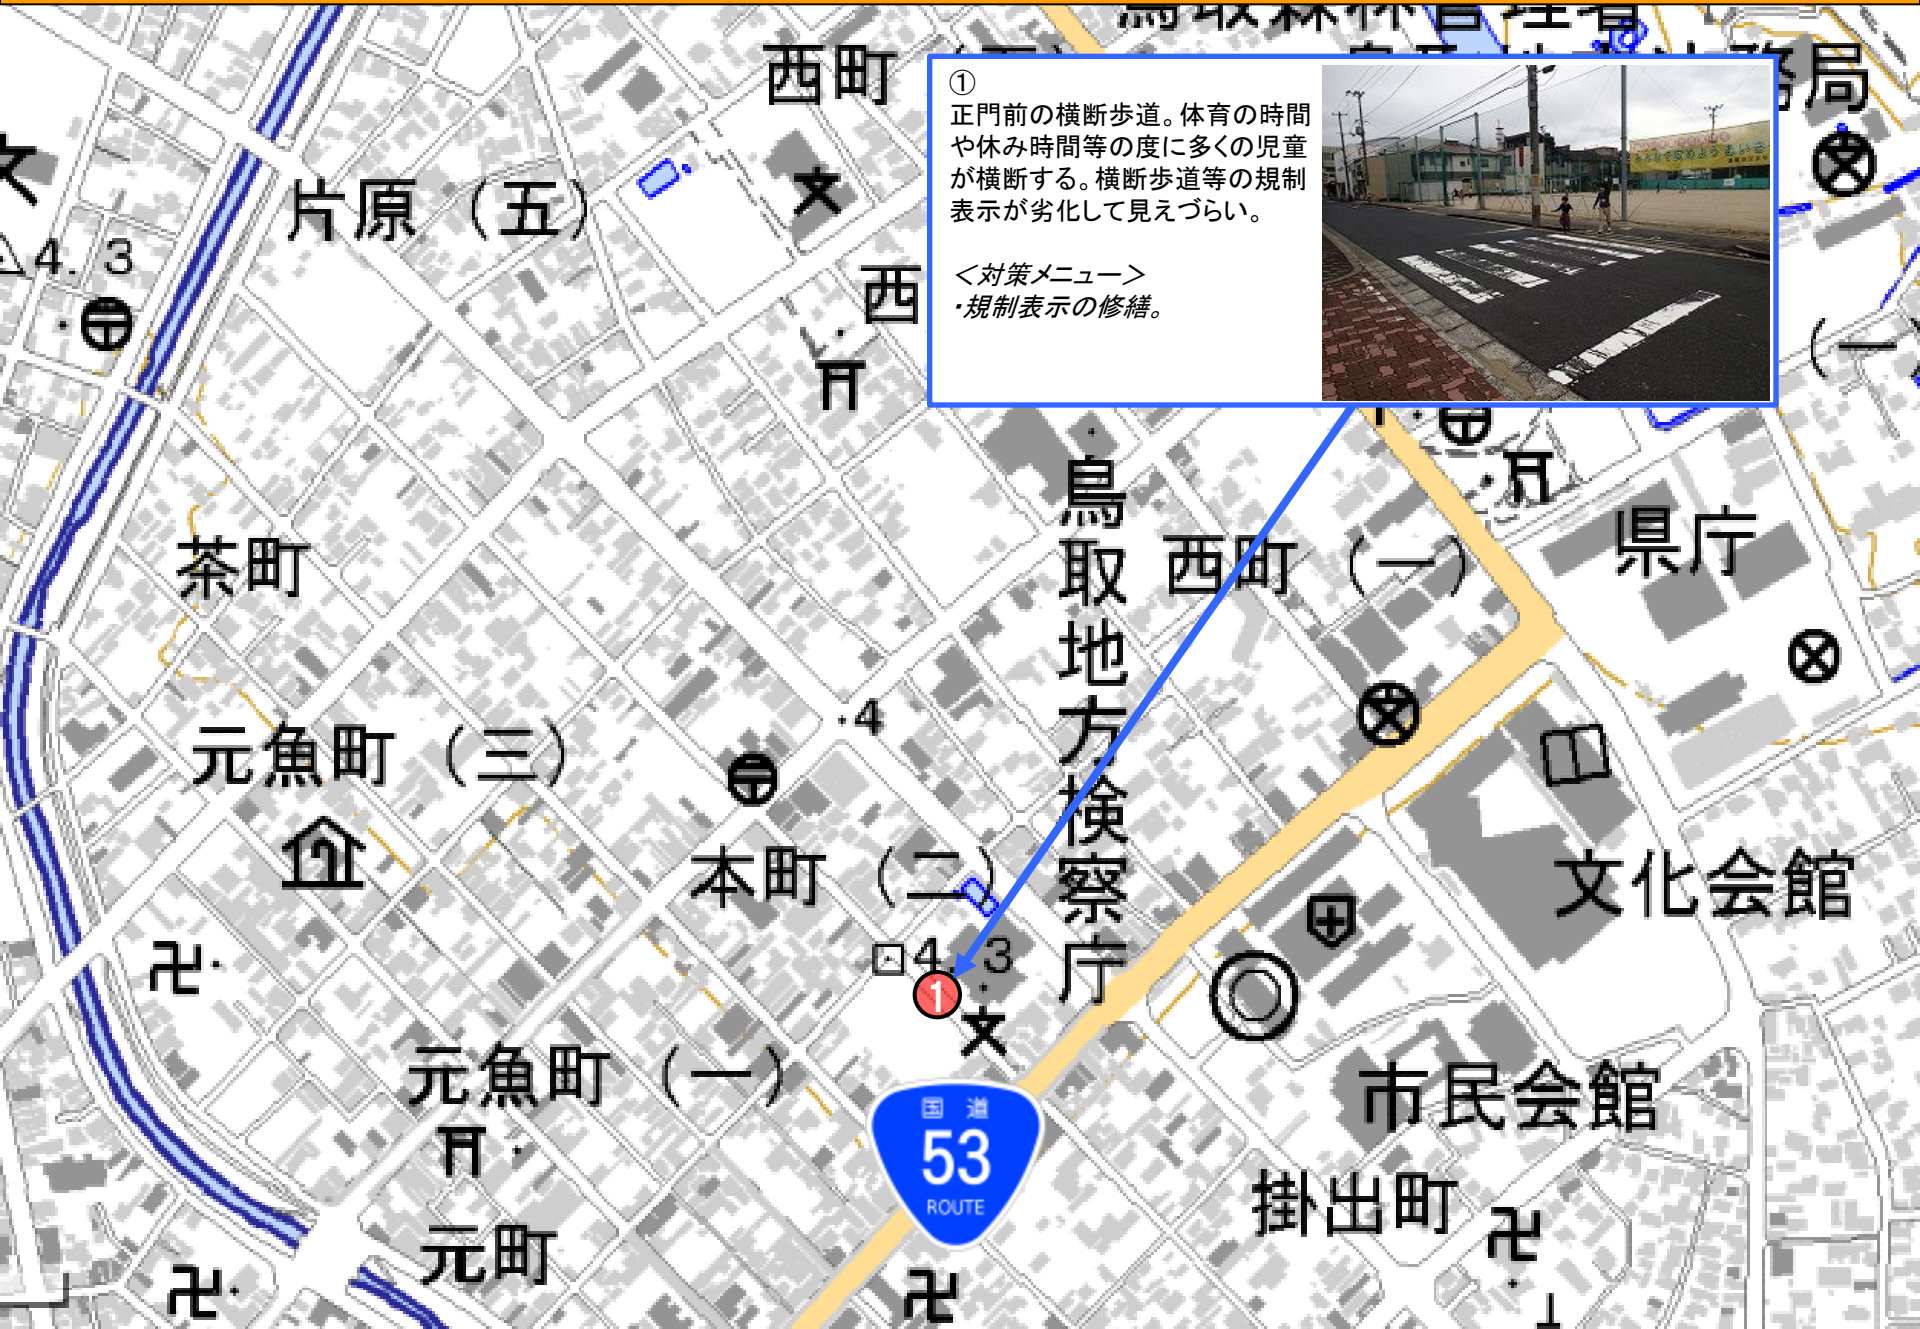 西町
局
①
正門前の横断歩道。体育の時間
や休み時間等の度に多くの児童
が横断する。横断歩道等の規制
表示が劣化して見えづらい。
＜対策メニュー＞
・規制表示の修繕。
片原（五）
4.3
西
（一）
鳥取地方検察庁
西町（一）
県庁
茶町
4
元魚町（三）
本町（二）
文化会館
4.3
1
元魚町（一）
市民会館
国道
53
ROUTE
掛出町
元町